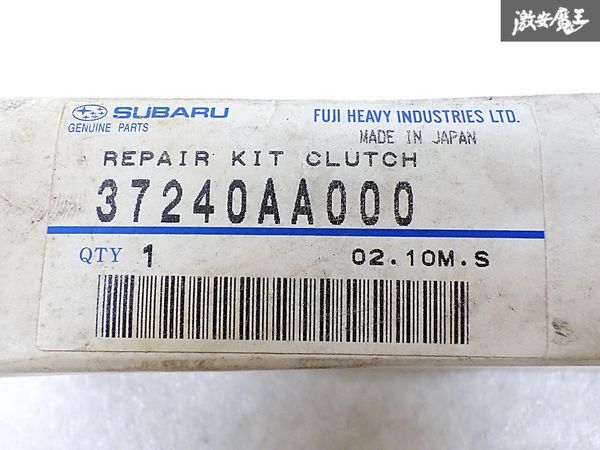 激安魔王
SUBARU FUJI HEAVY INDUSTRIES LTD.
GENUINE PARTS MADE IN JAPAN
REPAIR KIT CLUTCH
37240AA000
QTY 1 02.10M.S